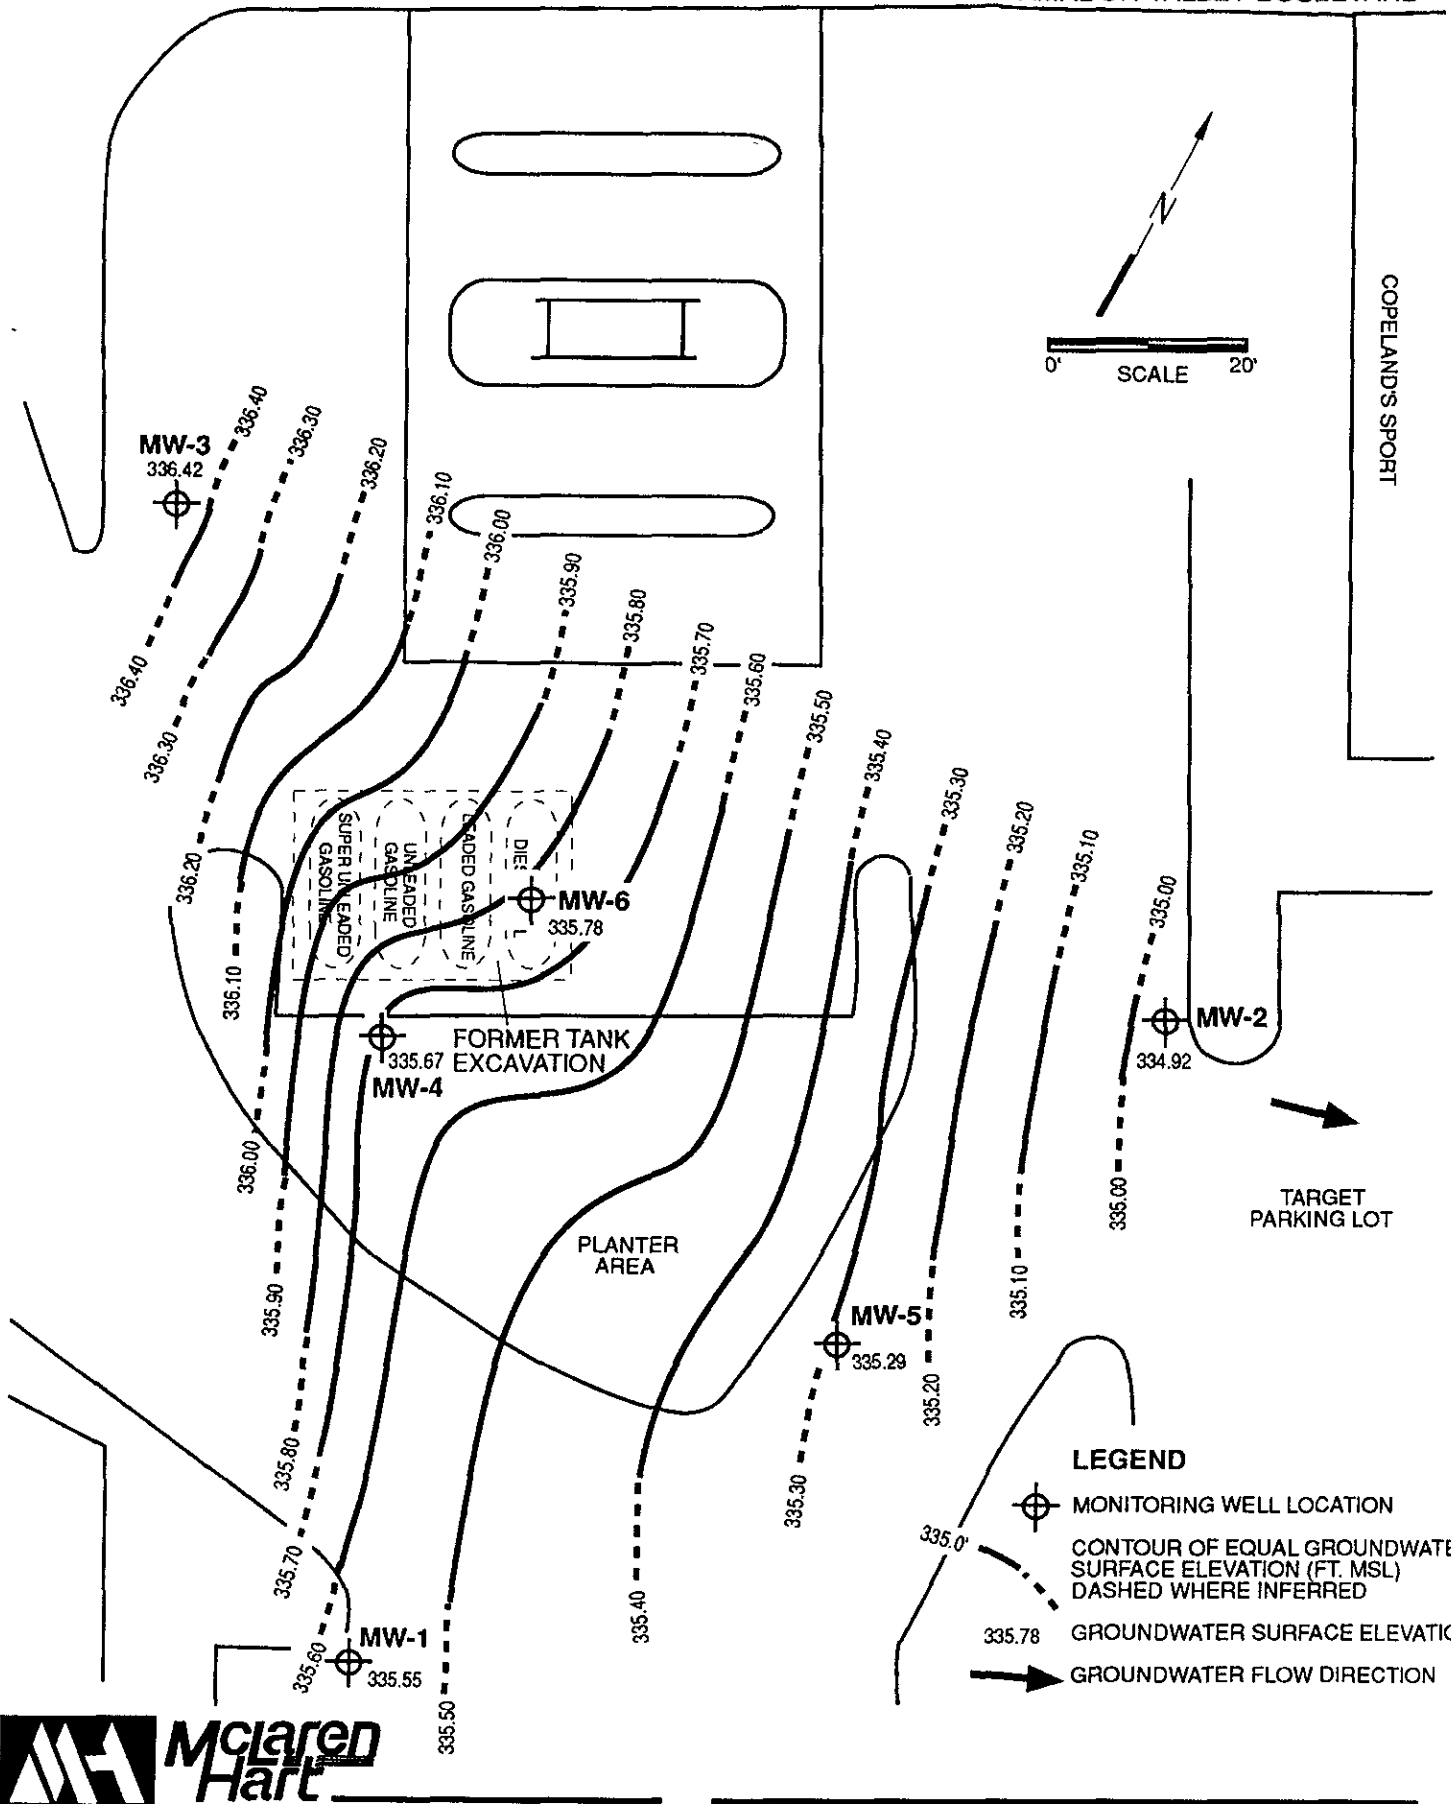 VALLEY BOULEVARD
N
0'
20'
SCALE
COPELAND'S SPORT
MW-3
336.42
336.40
336.30
336.20
336.10
336.00
335.90
335.80
335.70
335.60
335.50
335.40
335.30
335.20
335.10
335.00
336.40
336.30
336.20
336.10
336.00
335.90
335.80
335.70
335.60
335.50
335.40
335.30
335.20
335.10
335.00
SUPER UNLEADED
GASOLINE
UNLEADED
GASOLINE
LEADED GASOLINE
DIES L
MW-6
335.78
FORMER TANK
EXCAVATION
335.67
MW-4
MW-2
334.92
TARGET
PARKING LOT
PLANTER
AREA
MW-5
335.29
MW-1
335.55
LEGEND
MONITORING WELL LOCATION
335.0'
CONTOUR OF EQUAL GROUNDWATE
SURFACE ELEVATION (FT. MSL)
DASHED WHERE INFERRED
335.78 GROUNDWATER SURFACE ELEVATIO
GROUNDWATER FLOW DIRECTION
McLaren
Hart